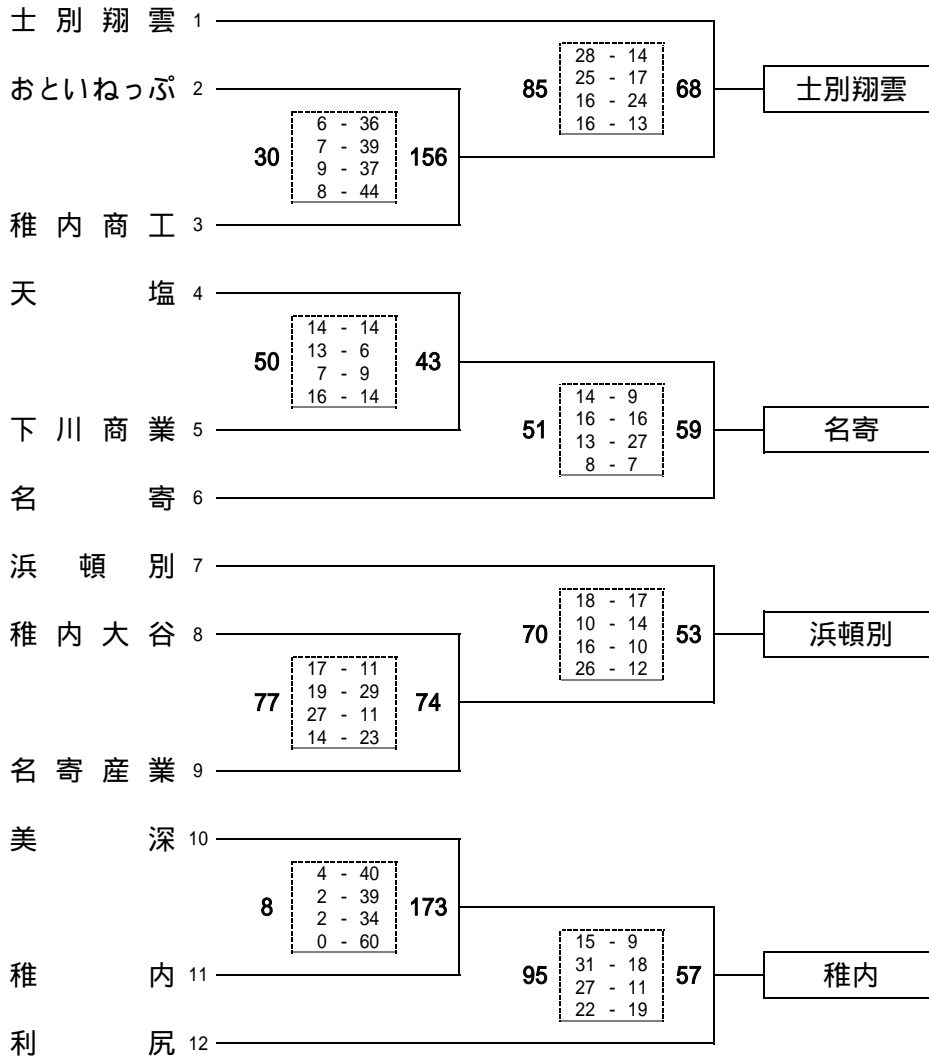 士別翔雲 1
28 - 14
85 25 - 17 68 士別翔雲
16 - 24
16 - 13
おといねっぷ 2
6 - 36
30 7 - 39 156
9 - 37
8 - 44
稚内商工 3
天塩 4
14 - 14
50 13 - 6 43
7 - 9
16 - 14
下川商業 5
14 - 9
51 16 - 16 59 名寄
13 - 27
8 - 7
名寄 6
浜頓別 7
18 - 17
70 10 - 14 53 浜頓別
16 - 10
26 - 12
稚内大谷 8
17 - 11
77 19 - 29 74
27 - 11
14 - 23
名寄産業 9
美深 10
4 - 40
8 2 - 39 173
2 - 34
0 - 60
稚内 11
15 - 9
95 31 - 18 57 稚内
27 - 11
22 - 19
利尻 12